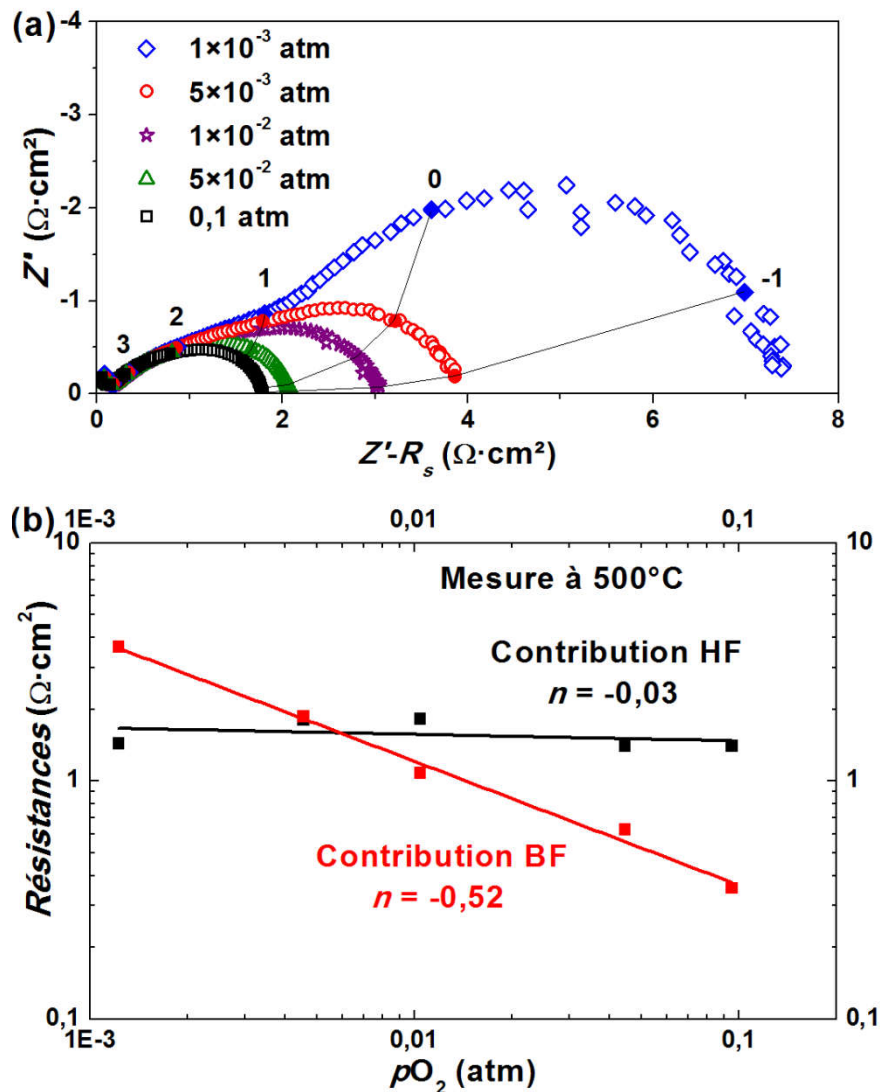 (a)
-4
-3
-2
-1
0
Z' (Ω·cm²)
1×10⁻³ atm
5×10⁻³ atm
1×10⁻² atm
5×10⁻² atm
0,1 atm
3
2
1
0
-1
0
2
4
6
8
Z'-Rₛ (Ω·cm²)
(b)
1E-3
0,01
0,1
10
1
0,1
Résistances (Ω·cm²)
Mesure à 500°C
Contribution HF
n = -0,03
Contribution BF
n = -0,52
10
1
0,1
1E-3
0,01
0,1
pO₂ (atm)